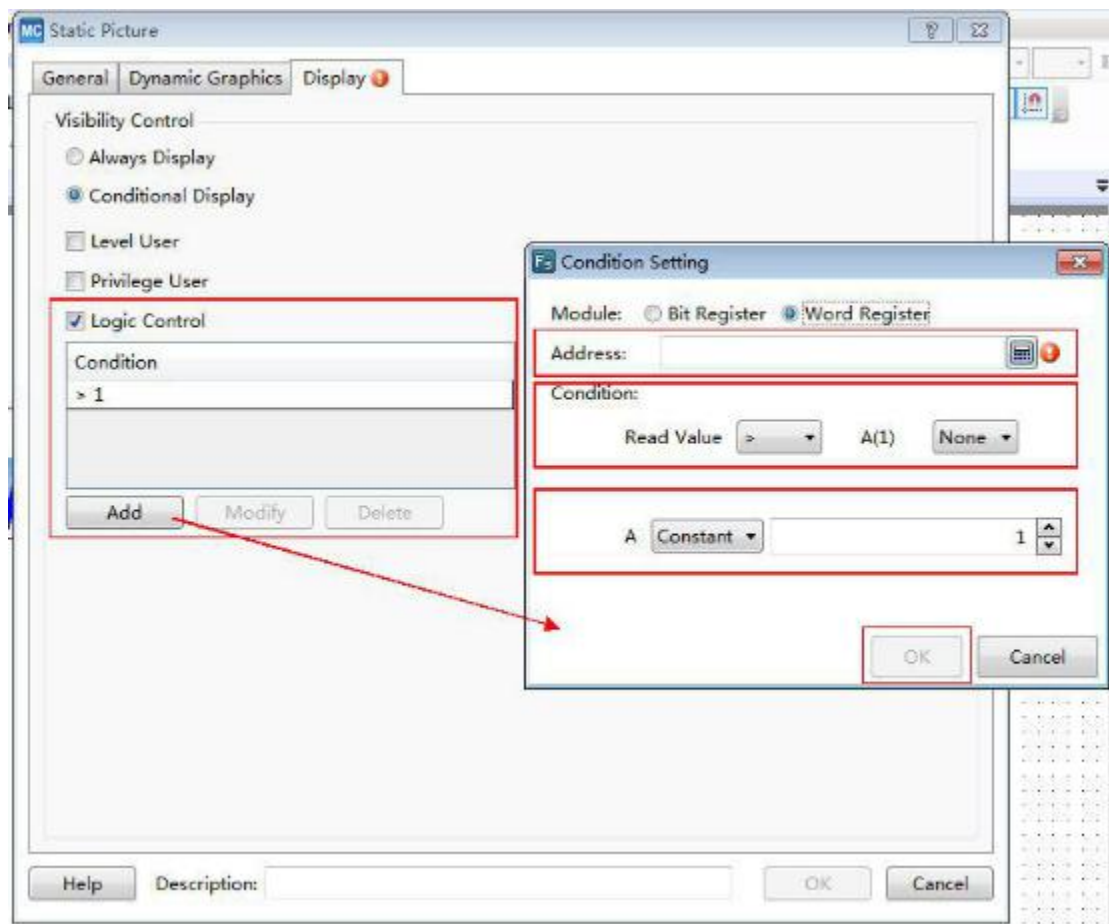 MC Static Picture
General Dynamic Graphics Display
Visibility Control
Always Display
Conditional Display
Level User
Privilege User
Logic Control
Condition
> 1
Add Modify Delete
Condition Setting
Module: Bit Register Word Register
Address:
Condition:
Read Value > A(1) None
A Constant 1
OK Cancel
Help Description: OK Cancel